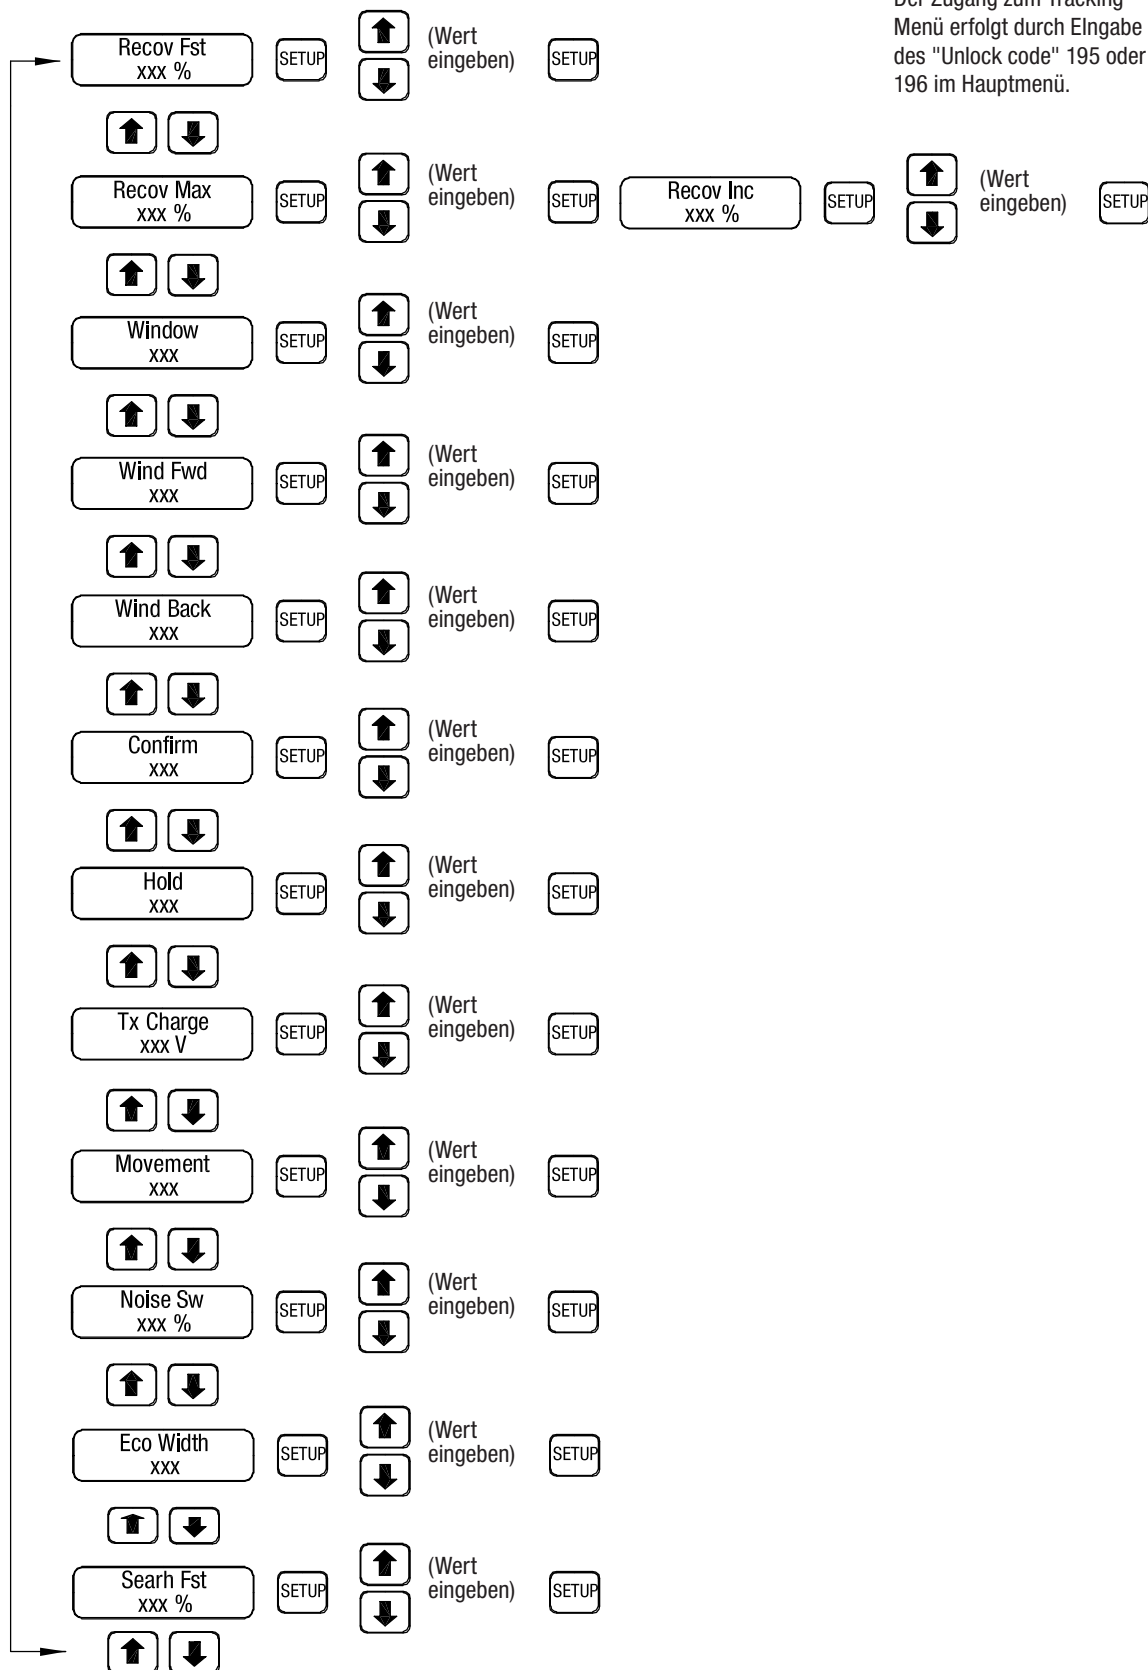 Der Zugang zum Tracking
Menü erfolgt durch EIngabe
des "Unlock code" 195 oder
196 im Hauptmenü.
Recov Fst
xxx %
SETUP
(Wert
eingeben)
SETUP
Recov Max
xxx %
SETUP
(Wert
eingeben)
SETUP
Recov Inc
xxx %
SETUP
(Wert
eingeben)
SETUP
Window
xxx
SETUP
(Wert
eingeben)
SETUP
Wind Fwd
xxx
SETUP
(Wert
eingeben)
SETUP
Wind Back
xxx
SETUP
(Wert
eingeben)
SETUP
Confirm
xxx
SETUP
(Wert
eingeben)
SETUP
Hold
xxx
SETUP
(Wert
eingeben)
SETUP
Tx Charge
xxx V
SETUP
(Wert
eingeben)
SETUP
Movement
xxx
SETUP
(Wert
eingeben)
SETUP
Noise Sw
xxx %
SETUP
(Wert
eingeben)
SETUP
Eco Width
xxx
SETUP
(Wert
eingeben)
SETUP
Searh Fst
xxx %
SETUP
(Wert
eingeben)
SETUP